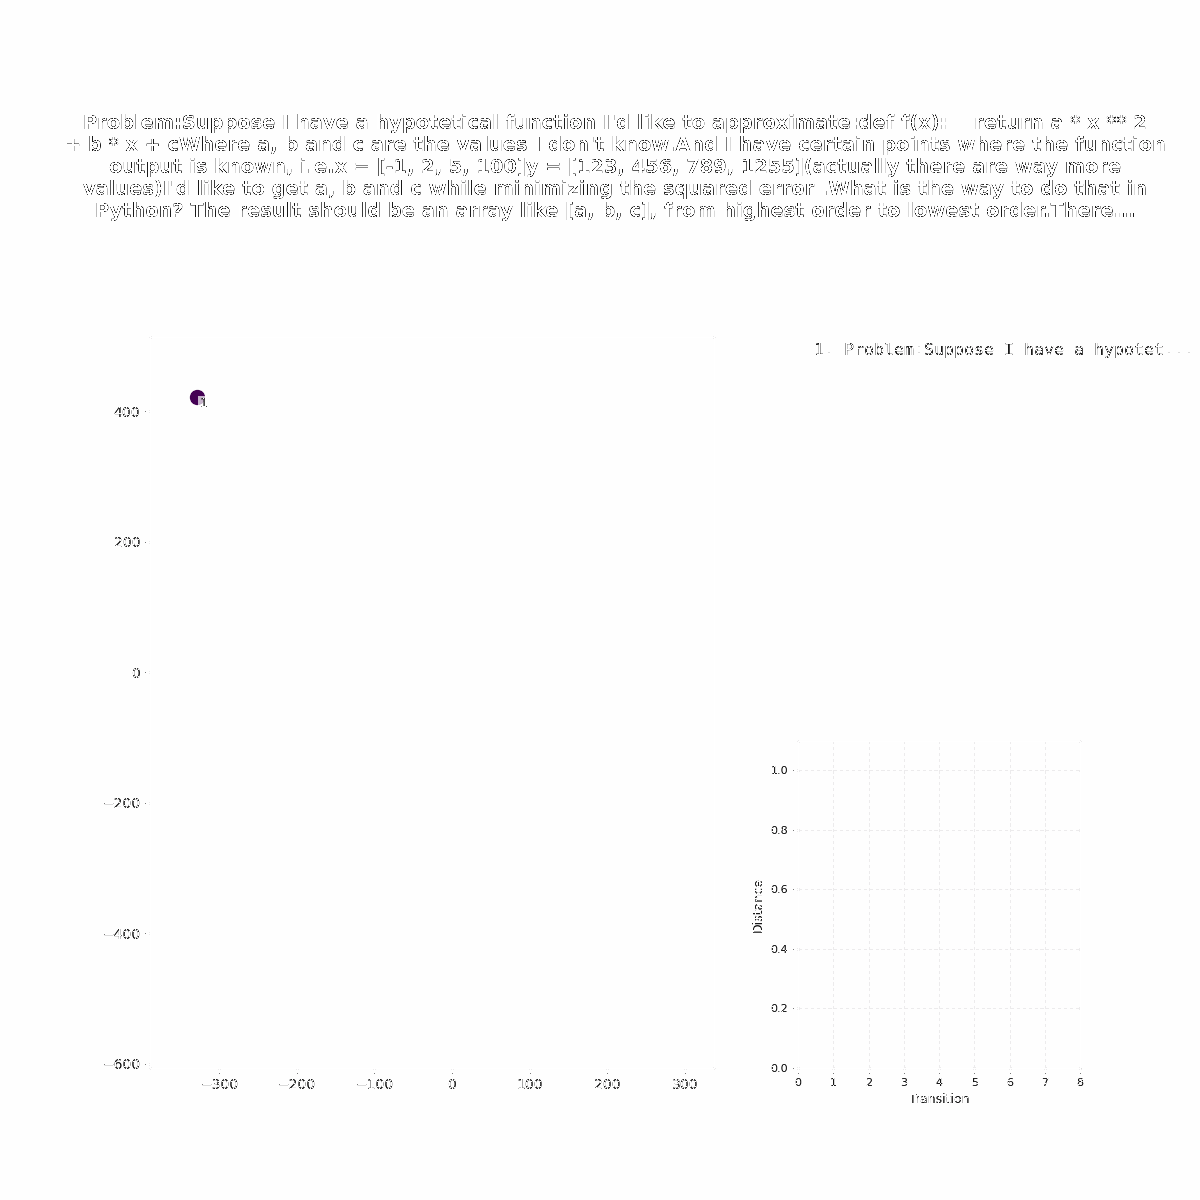 Problem:Suppose I have a hypotetical function I'd like to approximate:def f(x):    return a * x ** 2
+ b * x + cWhere a, b and c are the values I don't know.And I have certain points where the function
output is known, i.e.x = [-1, 2, 5, 100]y = [123, 456, 789, 1255](actually there are way more
values)I'd like to get a, b and c while minimizing the squared error .What is the way to do that in
Python? The result should be an array like [a, b, c], from highest order to lowest order.There...
1. Problem:Suppose I have a hypotet...
1
400
200
0
−200
−400
−600
−300 −200 −100 0 100 200 300
1.0
0.8
0.6
0.4
0.2
0.0
Distance
0 1 2 3 4 5 6 7 8
Transition